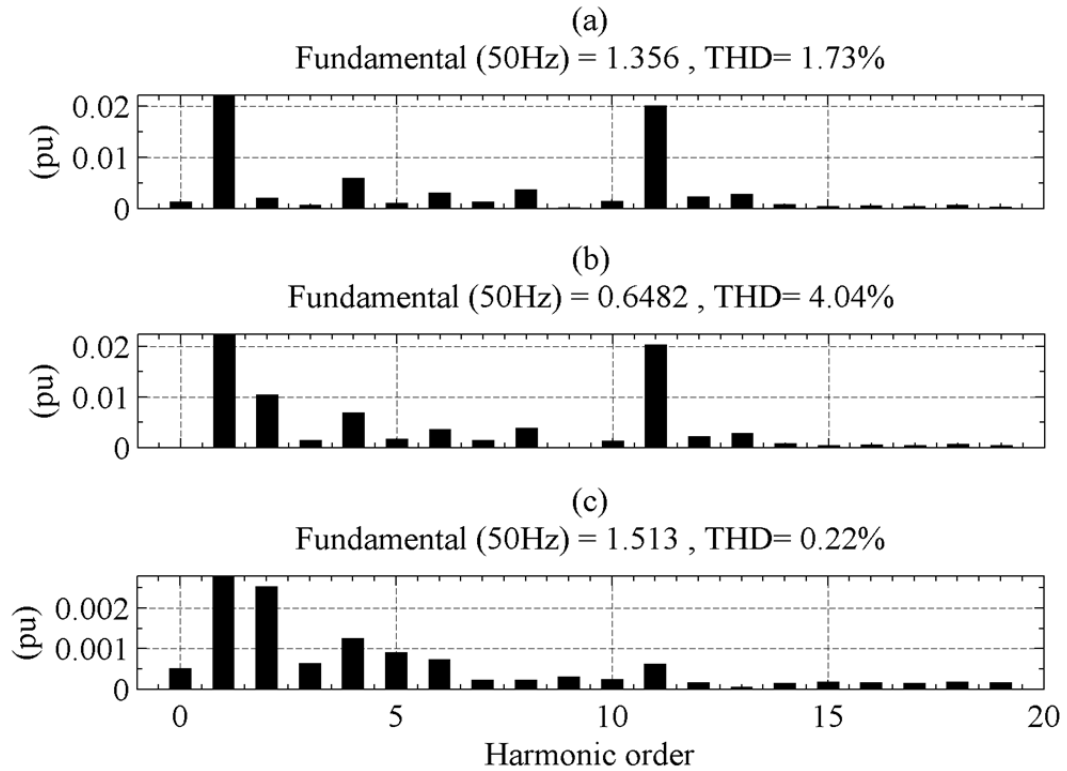 (a)
Fundamental (50Hz) = 1.356 , THD= 1.73%
0.02
0.01
0
(pu)
(b)
Fundamental (50Hz) = 0.6482 , THD= 4.04%
0.02
0.01
0
(pu)
(c)
Fundamental (50Hz) = 1.513 , THD= 0.22%
0.002
0.001
0
(pu)
0 5 10 15 20
Harmonic order